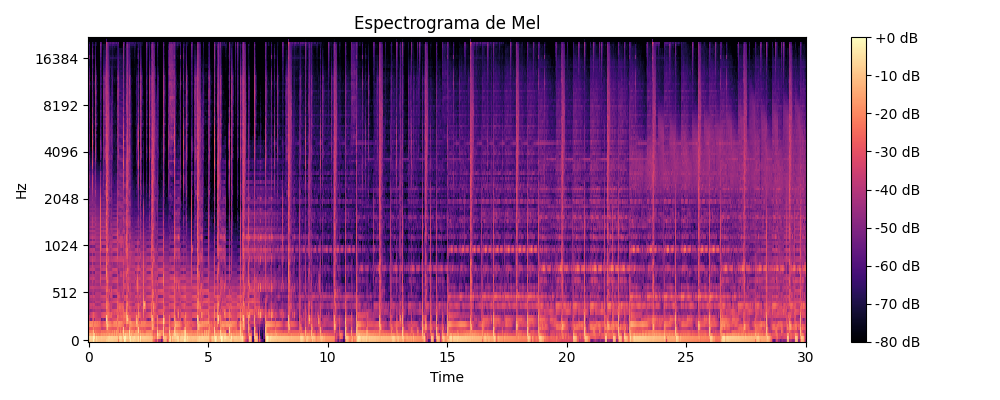 Espectrograma de Mel
Hz
16384
8192
4096
2048
1024
512
0
0 5 10 15 20 25 30
Time
+0 dB
-10 dB
-20 dB
-30 dB
-40 dB
-50 dB
-60 dB
-70 dB
-80 dB